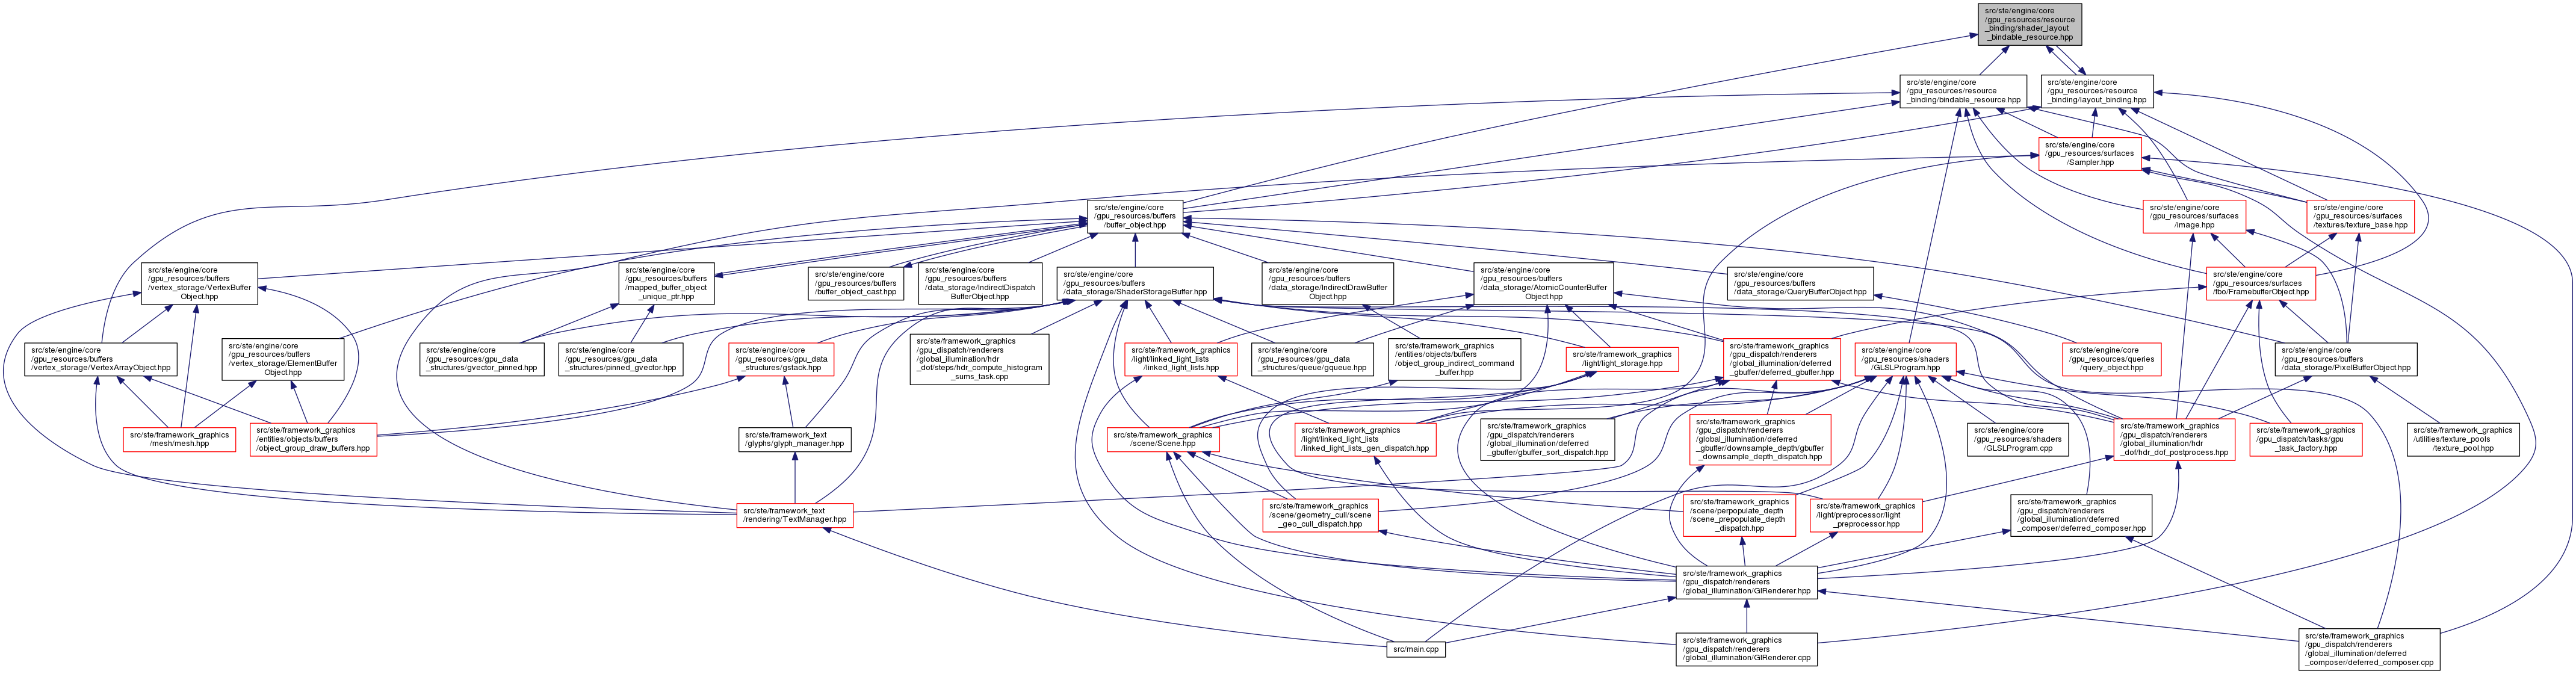 src/ste/engine/core
/gpu_resources/resource
_binding/shader_layout
_bindable_resource.hpp
src/ste/engine/core
/gpu_resources/resource
_binding/bindable_resource.hpp
src/ste/engine/core
/gpu_resources/resource
_binding/layout_binding.hpp
src/ste/engine/core
/gpu_resources/surfaces
/Sampler.hpp
src/ste/engine/core
/gpu_resources/buffers
/buffer_object.hpp
src/ste/engine/core
/gpu_resources/surfaces
/image.hpp
src/ste/engine/core
/gpu_resources/surfaces
/textures/texture_base.hpp
src/ste/engine/core
/gpu_resources/buffers
/vertex_storage/VertexBuffer
Object.hpp
src/ste/engine/core
/gpu_resources/buffers
/mapped_buffer_object
_unique_ptr.hpp
src/ste/engine/core
/gpu_resources/buffers
/buffer_object_cast.hpp
src/ste/engine/core
/gpu_resources/buffers
/data_storage/IndirectDispatch
BufferObject.hpp
src/ste/engine/core
/gpu_resources/buffers
/data_storage/ShaderStorageBuffer.hpp
src/ste/engine/core
/gpu_resources/buffers
/data_storage/IndirectDrawBuffer
Object.hpp
src/ste/engine/core
/gpu_resources/buffers
/data_storage/AtomicCounterBuffer
Object.hpp
src/ste/engine/core
/gpu_resources/buffers
/data_storage/QueryBufferObject.hpp
src/ste/engine/core
/gpu_resources/surfaces
/fbo/FramebufferObject.hpp
src/ste/engine/core
/gpu_resources/buffers
/vertex_storage/VertexArrayObject.hpp
src/ste/engine/core
/gpu_resources/buffers
/vertex_storage/ElementBuffer
Object.hpp
src/ste/engine/core
/gpu_resources/gpu_data
_structures/gvector_pinned.hpp
src/ste/engine/core
/gpu_resources/gpu_data
_structures/pinned_gvector.hpp
src/ste/engine/core
/gpu_resources/gpu_data
_structures/gstack.hpp
src/ste/framework_graphics
/gpu_dispatch/renderers
/global_illumination/hdr
_dof/steps/hdr_compute_histogram
_sums_task.cpp
src/ste/framework_graphics
/light/linked_light_lists
/linked_light_lists.hpp
src/ste/engine/core
/gpu_resources/gpu_data
_structures/queue/gqueue.hpp
src/ste/framework_graphics
/entities/objects/buffers
/object_group_indirect_command
_buffer.hpp
src/ste/framework_graphics
/light/light_storage.hpp
src/ste/framework_graphics
/gpu_dispatch/renderers
/global_illumination/deferred
_gbuffer/deferred_gbuffer.hpp
src/ste/engine/core
/gpu_resources/shaders
/GLSLProgram.hpp
src/ste/engine/core
/gpu_resources/queries
/query_object.hpp
src/ste/engine/core
/gpu_resources/buffers
/data_storage/PixelBufferObject.hpp
src/ste/framework_graphics
/mesh/mesh.hpp
src/ste/framework_graphics
/entities/objects/buffers
/object_group_draw_buffers.hpp
src/ste/framework_text
/glyphs/glyph_manager.hpp
src/ste/framework_graphics
/scene/Scene.hpp
src/ste/framework_graphics
/light/linked_light_lists
/linked_light_lists_gen_dispatch.hpp
src/ste/framework_graphics
/gpu_dispatch/renderers
/global_illumination/deferred
_gbuffer/gbuffer_sort_dispatch.hpp
src/ste/framework_graphics
/gpu_dispatch/renderers
/global_illumination/deferred
_gbuffer/downsample_depth/gbuffer
_downsample_depth_dispatch.hpp
src/ste/engine/core
/gpu_resources/shaders
/GLSLProgram.cpp
src/ste/framework_graphics
/gpu_dispatch/renderers
/global_illumination/hdr
_dof/hdr_dof_postprocess.hpp
src/ste/framework_graphics
/gpu_dispatch/tasks/gpu
_task_factory.hpp
src/ste/framework_graphics
/utilities/texture_pools
/texture_pool.hpp
src/ste/framework_text
/rendering/TextManager.hpp
src/ste/framework_graphics
/scene/geometry_cull/scene
_geo_cull_dispatch.hpp
src/ste/framework_graphics
/scene/perpopulate_depth
/scene_prepopulate_depth
_dispatch.hpp
src/ste/framework_graphics
/light/preprocessor/light
_preprocessor.hpp
src/ste/framework_graphics
/gpu_dispatch/renderers
/global_illumination/deferred
_composer/deferred_composer.hpp
src/ste/framework_graphics
/gpu_dispatch/renderers
/global_illumination/GIRenderer.hpp
src/main.cpp
src/ste/framework_graphics
/gpu_dispatch/renderers
/global_illumination/GIRenderer.cpp
src/ste/framework_graphics
/gpu_dispatch/renderers
/global_illumination/deferred
_composer/deferred_composer.cpp